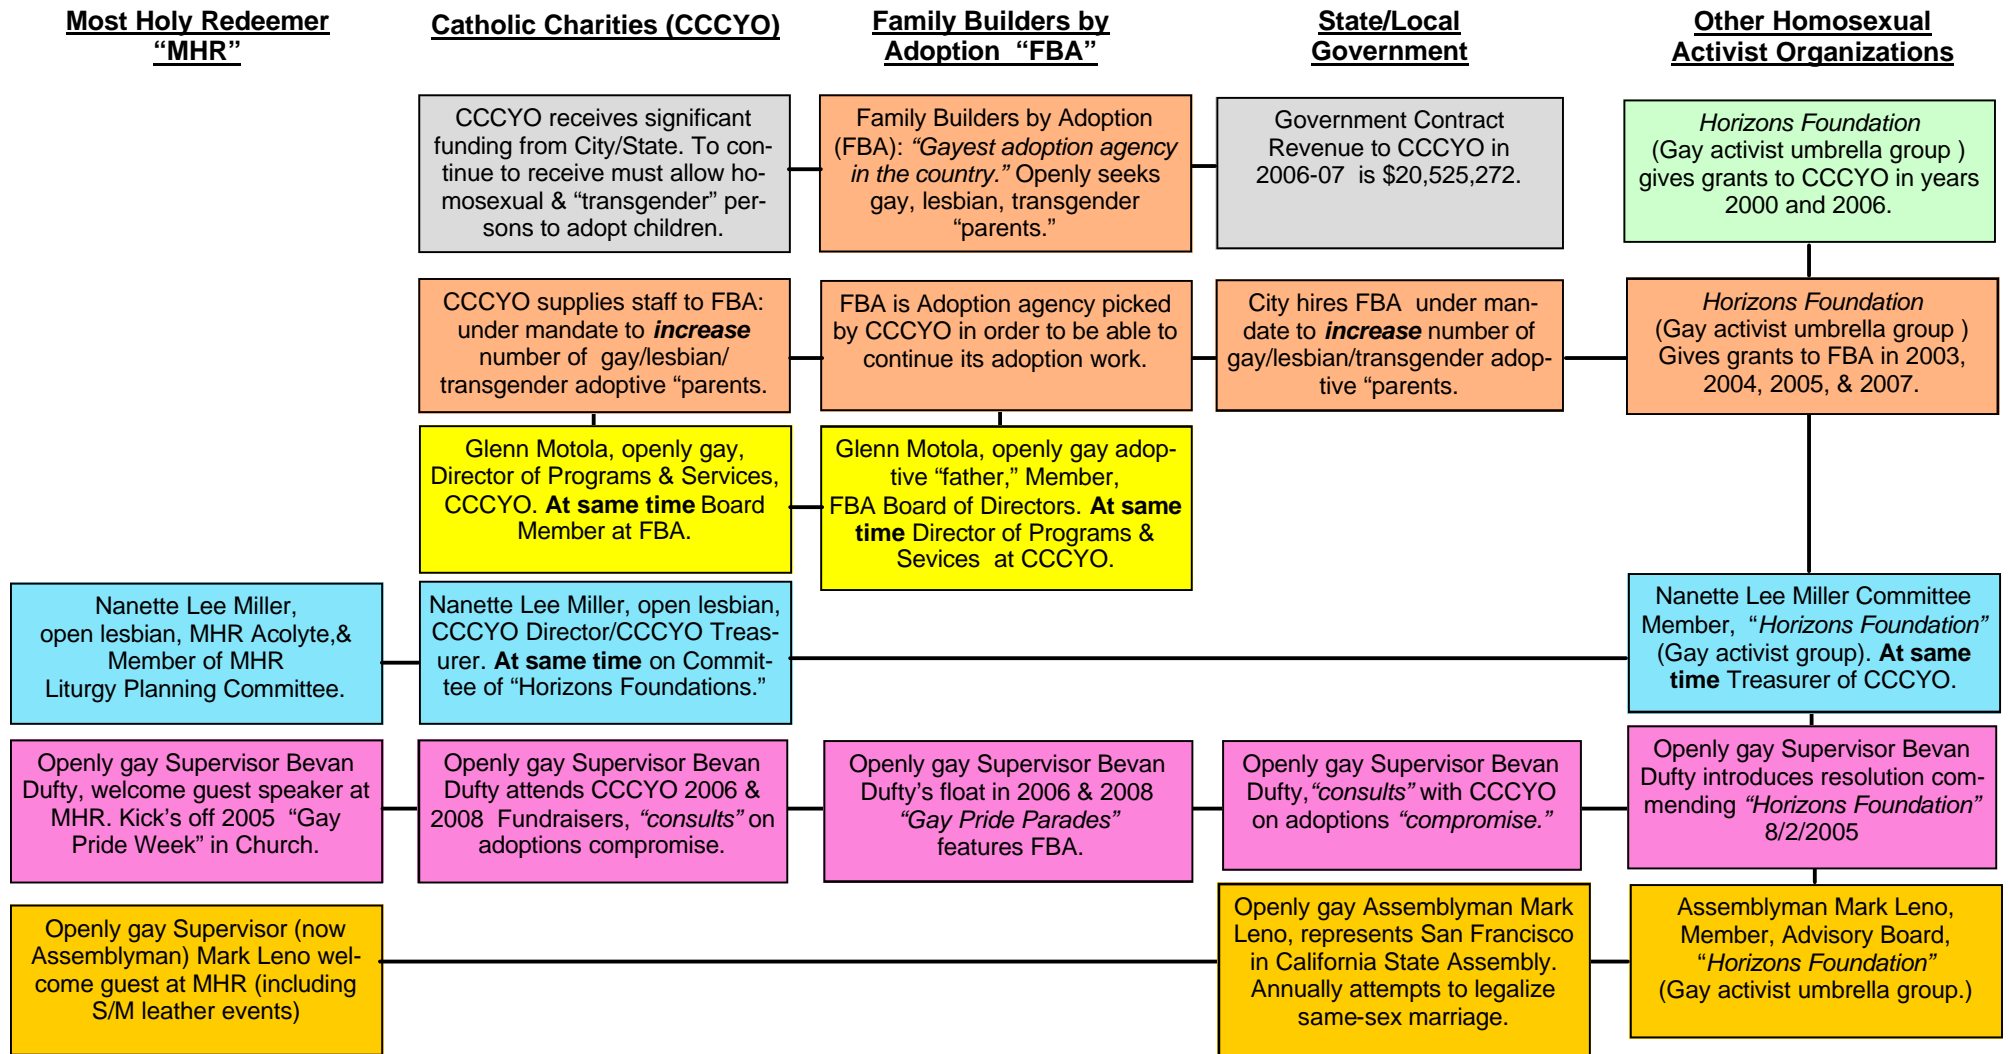 Most Holy Redeemer
“MHR”
Catholic Charities (CCCYO)
Family Builders by
Adoption “FBA”
State/Local
Government
Other Homosexual
Activist Organizations
CCCYO receives significant
funding from City/State. To con-
tinue to receive must allow ho-
mosexual & “transgender” per-
sons to adopt children.
Family Builders by Adoption
(FBA): “Gayest adoption agency
in the country.” Openly seeks
gay, lesbian, transgender
“parents.”
Government Contract
Revenue to CCCYO in
2006-07 is $20,525,272.
Horizons Foundation
(Gay activist umbrella group )
gives grants to CCCYO in years
2000 and 2006.
CCCYO supplies staff to FBA:
under mandate to increase
number of gay/lesbian/
transgender adoptive “parents.
FBA is Adoption agency picked
by CCCYO in order to be able to
continue its adoption work.
City hires FBA under man-
date to increase number of
gay/lesbian/transgender adop-
tive “parents.
Horizons Foundation
(Gay activist umbrella group )
Gives grants to FBA in 2003,
2004, 2005, & 2007.
Glenn Motola, openly gay,
Director of Programs & Services,
CCCYO. At same time Board
Member at FBA.
Glenn Motola, openly gay adop-
tive “father,” Member,
FBA Board of Directors. At same
time Director of Programs &
Sevices at CCCYO.
Nanette Lee Miller,
open lesbian, MHR Acolyte,&
Member of MHR
Liturgy Planning Committee.
Nanette Lee Miller, open lesbian,
CCCYO Director/CCCYO Treas-
urer. At same time on Commit-
tee of “Horizons Foundations.”
Nanette Lee Miller Committee
Member, “Horizons Foundation”
(Gay activist group). At same
time Treasurer of CCCYO.
Openly gay Supervisor Bevan
Dufty, welcome guest speaker at
MHR. Kick’s off 2005 “Gay
Pride Week” in Church.
Openly gay Supervisor Bevan
Dufty attends CCCYO 2006 &
2008 Fundraisers, “consults” on
adoptions compromise.
Openly gay Supervisor Bevan
Dufty’s float in 2006 & 2008
“Gay Pride Parades”
features FBA.
Openly gay Supervisor Bevan
Dufty,“consults” with CCCYO
on adoptions “compromise.”
Openly gay Supervisor Bevan
Dufty introduces resolution com-
mending “Horizons Foundation”
8/2/2005
Openly gay Supervisor (now
Assemblyman) Mark Leno wel-
come guest at MHR (including
S/M leather events)
Openly gay Assemblyman Mark
Leno, represents San Francisco
in California State Assembly.
Annually attempts to legalize
same-sex marriage.
Assemblyman Mark Leno,
Member, Advisory Board,
“Horizons Foundation”
(Gay activist umbrella group.)